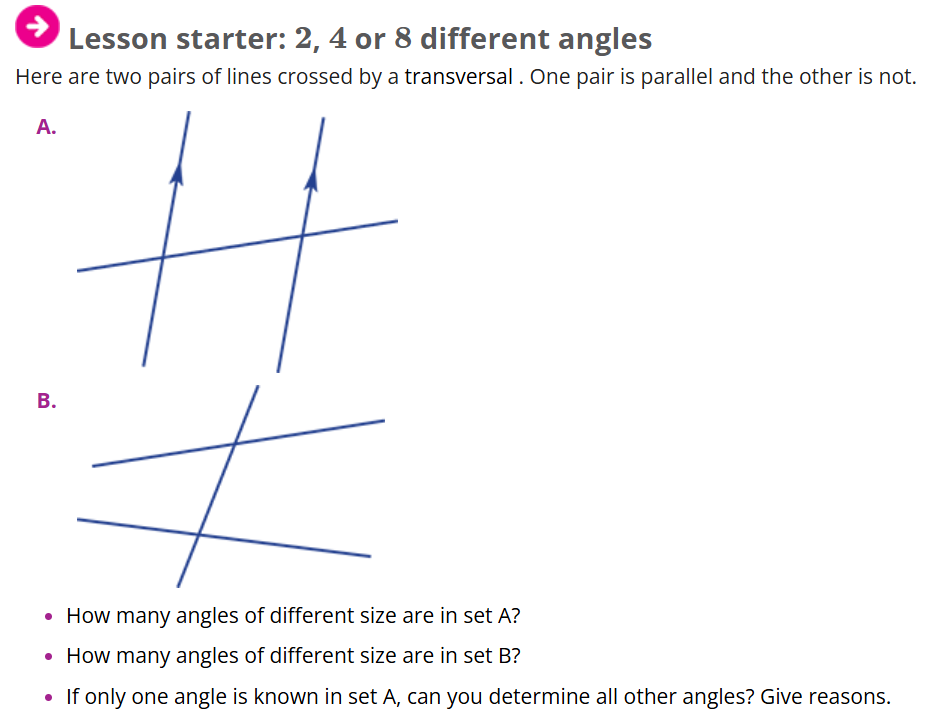 Lesson starter: 2, 4 or 8 different angles
Here are two pairs of lines crossed by a transversal . One pair is parallel and the other is not.
A.
B.
• How many angles of different size are in set A?
• How many angles of different size are in set B?
• If only one angle is known in set A, can you determine all other angles? Give reasons.